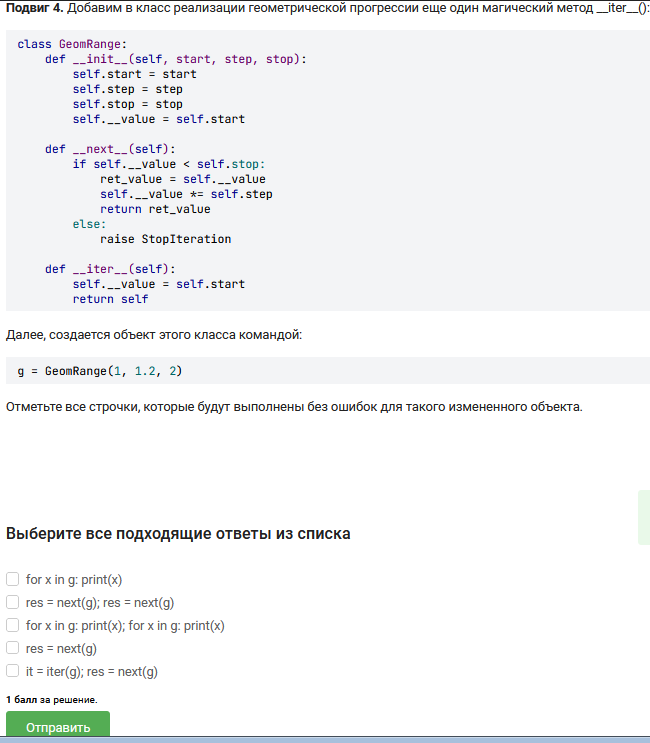 Подвиг 4. Добавим в класс реализации геометрической прогрессии еще один магический метод __iter__():
class GeomRange:
    def __init__(self, start, step, stop):
        self.start = start
        self.step = step
        self.stop = stop
        self.__value = self.start
    def __next__(self):
        if self.__value < self.stop:
            ret_value = self.__value
            self.__value *= self.step
            return ret_value
        else:
            raise StopIteration
    def __iter__(self):
        self.__value = self.start
        return self
Далее, создается объект этого класса командой:
g = GeomRange(1, 1.2, 2)
Отметьте все строчки, которые будут выполнены без ошибок для такого измененного объекта.
Выберите все подходящие ответы из списка
for x in g: print(x)
res = next(g); res = next(g)
for x in g: print(x); for x in g: print(x)
res = next(g)
it = iter(g); res = next(g)
1 балл за решение.
Отправить